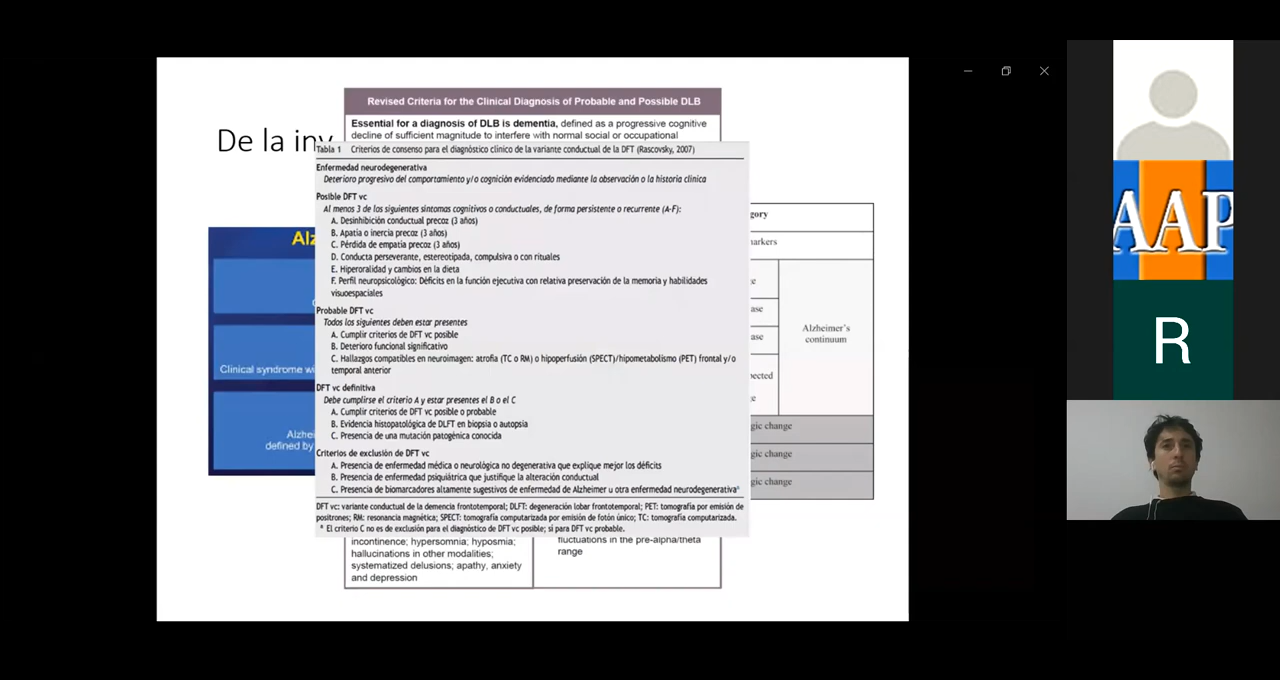 Revised Criteria for the Clinical Diagnosis of Probable and Possible DLB
Essential for a diagnosis of DLB is dementia, defined as a progressive cognitive
decline of sufficient magnitude to interfere with normal social or occupational
De la inv
Tabla 1 Criterios de consenso para el diagnóstico clínico de la variante conductual de la DFT (Rascovsky, 2007)
Enfermedad neurodegenerativa
Deterioro progresivo del comportamiento y/o cognición evidenciado mediante la observación o la historia clínica
Posible DFT vc
Al menos 3 de los siguientes síntomas cognitivos o conductuales, de forma persistente o recurrente (A-F):
A. Desinhibición conductual precoz (3 años)
B. Apatía o inercia precoz (3 años)
C. Pérdida de empatía precoz (3 años)
D. Conducta perseverante, estereotipada, compulsiva o con rituales
E. Hiperoralidad y cambios en la dieta
F. Perfil neuropsicológico: Déficits en la función ejecutiva con relativa preservación de la memoria y habilidades
visuoespaciales
Probable DFT vc
Todos los siguientes deben estar presentes
A. Cumplir criterios de DFT vc posible
B. Deterioro funcional significativo
C. Hallazgos compatibles en neuroimagen: atrofia (TC o RM) o hipoperfusión (SPECT)/hipometabolismo (PET) frontal y/o
temporal anterior
DFT vc definitiva
Debe cumplirse el criterio A y estar presentes el B o el C
A. Cumplir criterios de DFT vc posible o probable
B. Evidencia histopatológica de DLFT en biopsia o autopsia
C. Presencia de una mutación patogénica conocida
Criterios de exclusión de DFT vc
A. Presencia de enfermedad médica o neurológica no degenerativa que explique mejor los déficits
B. Presencia de enfermedad psiquiátrica que justifique la alteración conductual
C. Presencia de biomarcadores altamente sugestivos de enfermedad de Alzheimer u otra enfermedad neurodegenerativaª
DFT vc: variante conductual de la demencia frontotemporal; DLFT: degeneración lobar frontotemporal; PET: tomografía por emisión de
positrones; RM: resonancia magnética; SPECT: tomografía computarizada por emisión de fotón único; TC: tomografía computarizada.
ª El criterio C no es de exclusión para el diagnóstico de DFT vc posible; sí para DFT vc probable.
incontinence; hypersomnia; hyposmia;
hallucinations in other modalities;
systematized delusions; apathy, anxiety
and depression
fluctuations in the pre-alpha/theta
range
Alz
Clinical syndrome wi
Alzhe
defined by
gory
markers
ge
ase
ase
pected
ge
Alzheimer's
continuum
gic change
gic change
gic change
AAP
R